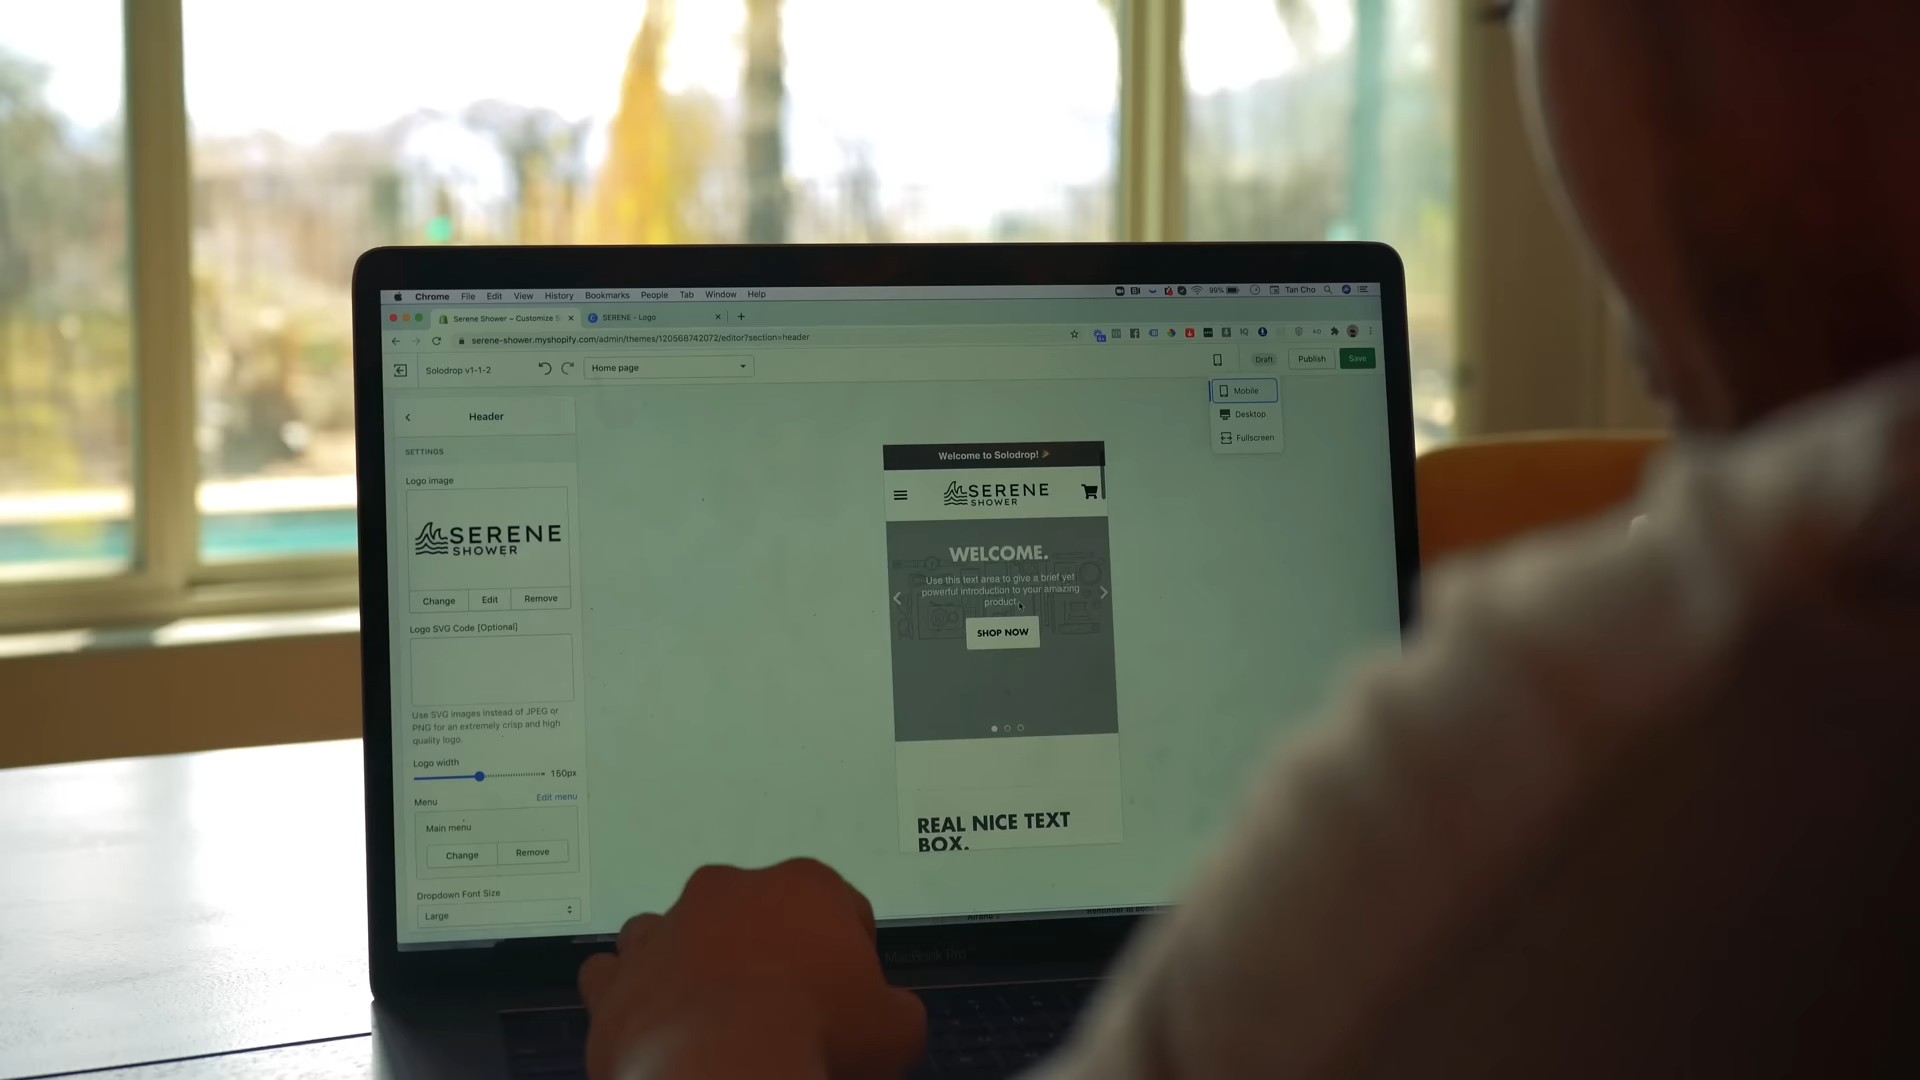 Chrome File Edit View History Bookmarks People Tab Window Help
99% Tan Cho
Serene Shower – Customize S
SERENE - Logo
serene-shower.myshopify.com/admin/themes/120568742072/editor?section=header
Solodrop v1-1-2
Home page
Draft
Publish
Save
Mobile
Desktop
Fullscreen
Header
SETTINGS
Logo image
SERENE
SHOWER
Change Edit Remove
Logo SVG Code [Optional]
Use SVG images instead of JPEG or
PNG for an extremely crisp and high
quality logo.
Logo width
150px
Menu
Edit menu
Main menu
Change Remove
Dropdown Font Size
Large
Welcome to Solodrop! 🎉
SERENE
SHOWER
WELCOME.
Use this text area to give a brief yet
powerful introduction to your amazing
product.
SHOP NOW
REAL NICE TEXT
BOX.
MacBook Pro